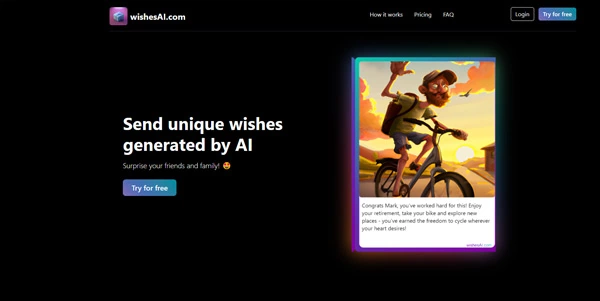 wishesAI.com
How it works
Pricing
FAQ
Login
Try for free
Send unique wishes
generated by AI
Surprise your friends and family! 😍
Try for free
Congrats Mark, you've worked hard for this! Enjoy
your retirement, take your bike and explore new
places - you've earned the freedom to cycle wherever
your heart desires!
wishesAI.com